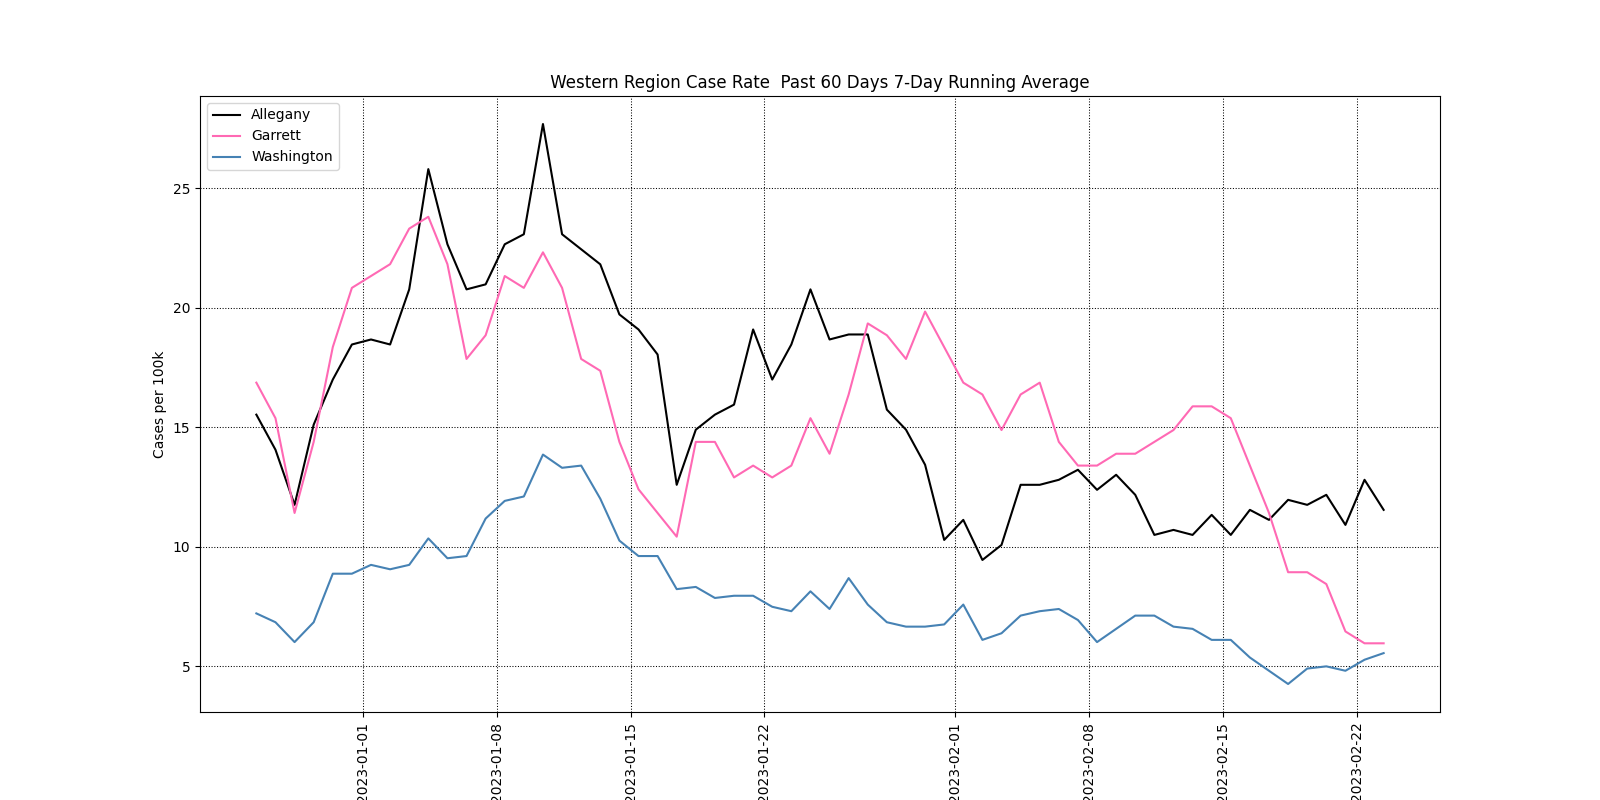 Western Region Case Rate  Past 60 Days 7-Day Running Average
Allegany
Garrett
Washington
Cases per 100k
25
20
15
10
5
2023-01-01
2023-01-08
2023-01-15
2023-01-22
2023-02-01
2023-02-08
2023-02-15
2023-02-22